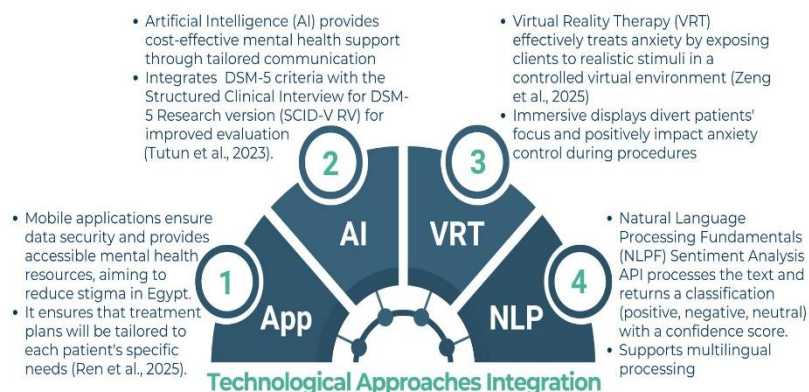 • Artificial Intelligence (AI) provides
cost-effective mental health support
through tailored communication
• Integrates DSM-5 criteria with the
Structured Clinical Interview for DSM-
5 Research version (SCID-V RV) for
improved evaluation
(Tutun et al., 2023).
• Virtual Reality Therapy (VRT)
effectively treats anxiety by exposing
clients to realistic stimuli in a
controlled virtual environment (Zeng
et al., 2025)
• Immersive displays divert patients'
focus and positively impact anxiety
control during procedures
• Mobile applications ensure
data security and provides
accessible mental health
resources, aiming to
reduce stigma in Egypt.
• It ensures that treatment
plans will be tailored to
each patient's specific
needs (Ren et al., 2025).
1
App
2
AI
3
VRT
4
NLP
• Natural Language
Processing Fundamentals
(NLPF) Sentiment Analysis
API processes the text and
returns a classification
(positive, negative, neutral)
with a confidence score.
• Supports multilingual
processing
Technological Approaches Integration